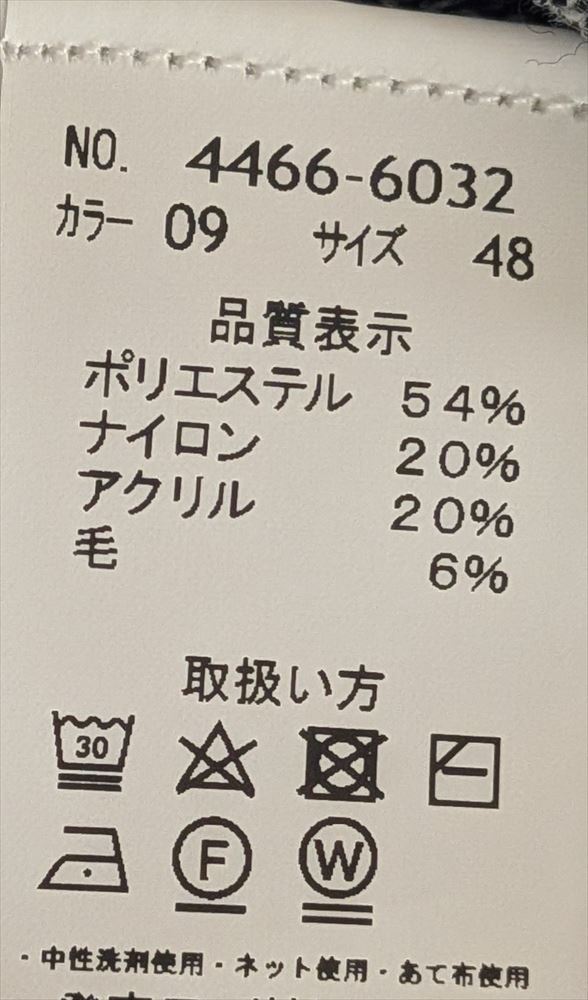 NO. 4466-6032
カラー 09 サイズ 48
品質表示
ポリエステル 54%
ナイロン 20%
アクリル 20%
毛 6%
取扱い方
30
F W
・中性洗剤使用・ネット使用・あて布使用